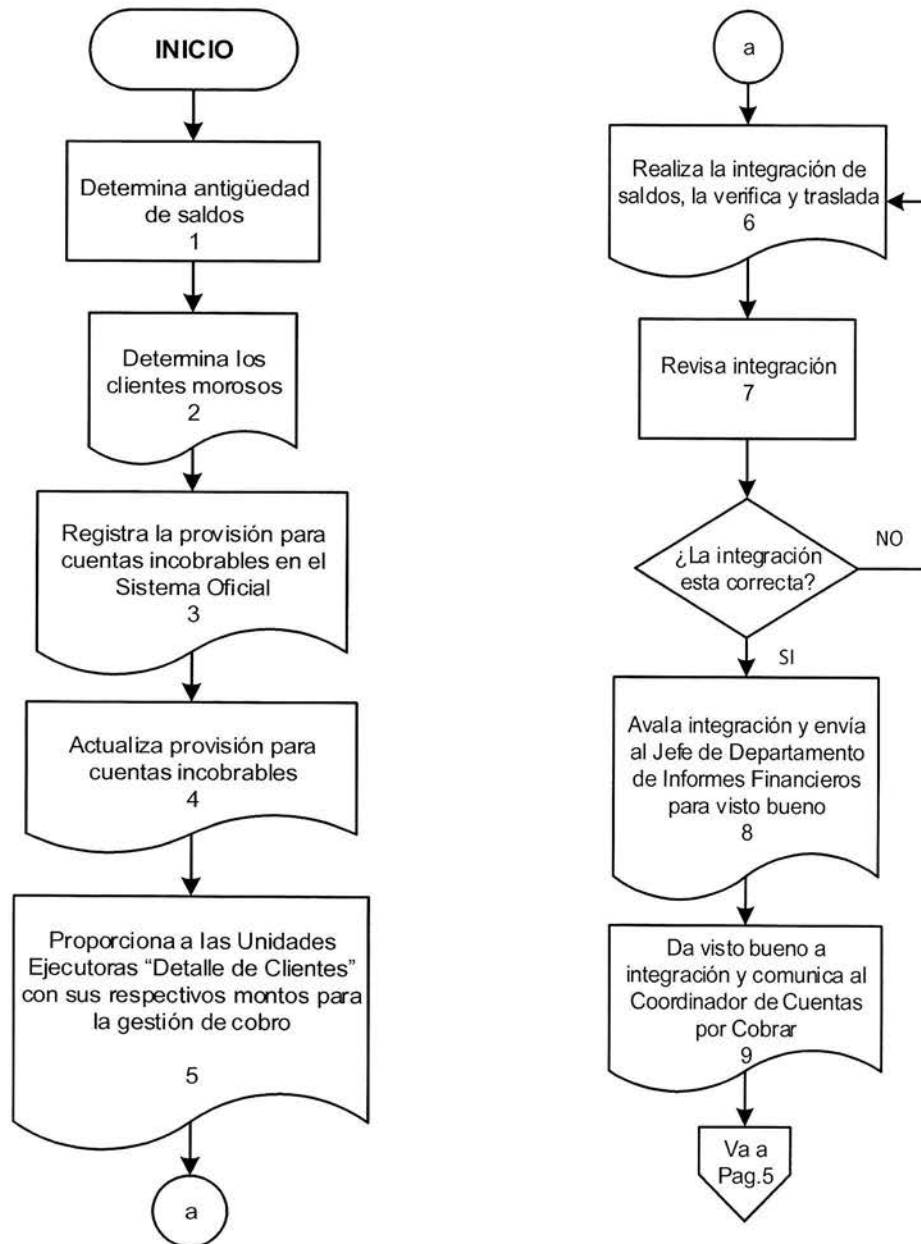 INICIO
Determina antigüedad
de saldos
1
Determina los
clientes morosos
2
Registra la provisión para
cuentas incobrables en el
Sistema Oficial
3
Actualiza provisión para
cuentas incobrables
4
Proporciona a las Unidades
Ejecutoras “Detalle de Clientes”
con sus respectivos montos para
la gestión de cobro
5
a
a
Realiza la integración de
saldos, la verifica y traslada
6
Revisa integración
7
¿La integración
esta correcta?
NO
SI
Avala integración y envía
al Jefe de Departamento
de Informes Financieros
para visto bueno
8
Da visto bueno a
integración y comunica al
Coordinador de Cuentas
por Cobrar
9
Va a
Pag.5